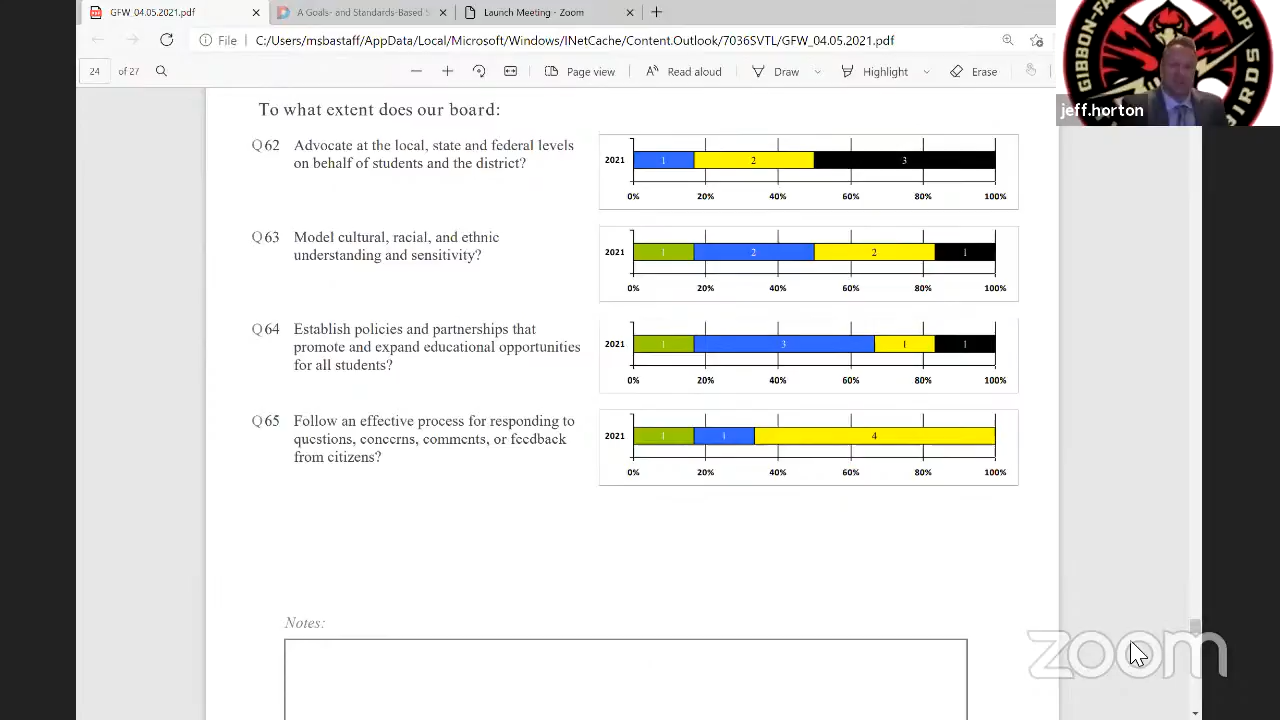 GFW_04.05.2021.pdf
A Goals- and Standards-Based S
Launch Meeting - Zoom
File
C:/Users/msbastaff/AppData/Local/Microsoft/Windows/INetCache/Content.Outlook/7036SVTL/GFW_04.05.2021.pdf
24 of 27
Page view
Read aloud
Draw
Highlight
Erase
jeff.horton
To what extent does our board:
Q62 Advocate at the local, state and federal levels
on behalf of students and the district?
2021 1 2 3
0% 20% 40% 60% 80% 100%
Q63 Model cultural, racial, and ethnic
understanding and sensitivity?
2021 1 2 2 1
0% 20% 40% 60% 80% 100%
Q64 Establish policies and partnerships that
promote and expand educational opportunities
for all students?
2021 1 3 1 1
0% 20% 40% 60% 80% 100%
Q65 Follow an effective process for responding to
questions, concerns, comments, or feedback
from citizens?
2021 1 1 4
0% 20% 40% 60% 80% 100%
Notes:
zoom